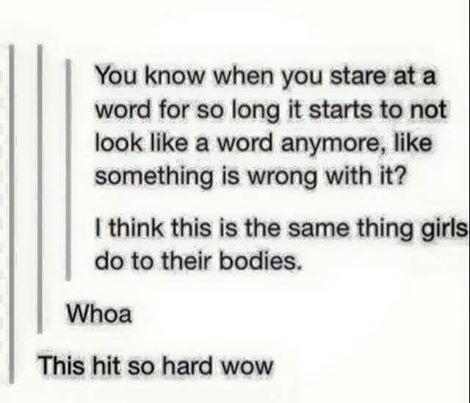 You know when you stare at a
word for so long it starts to not
look like a word anymore, like
something is wrong with it?
I think this is the same thing girls
do to their bodies.
Whoa
This hit so hard wow